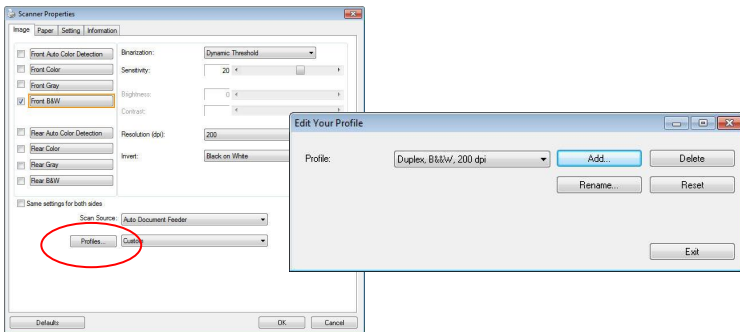 Scanner Properties
Image Paper Setting Information
Front Auto Color Detection
Front Color
Front Gray
Front B&W
Rear Auto Color Detection
Rear Color
Rear Gray
Rear B&W
Binarization: Dynamic Threshold
Sensitivity: 20
Brightness: 0
Contrast:
Resolution (dpi): 200
Invert: Black on White
Same settings for both sides
Scan Source: Auto Document Feeder
Profiles... Custom
Defaults OK Cancel
Edit Your Profile
Profile: Duplex, B&&W, 200 dpi Add... Delete
Rename... Reset
Exit